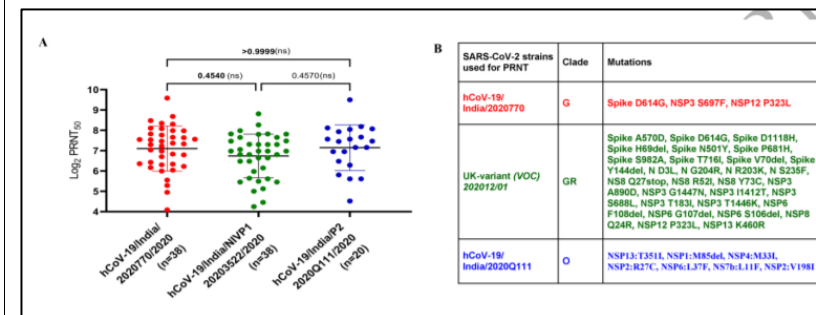 A
>0.9999 (ns)
0.4540 (ns)
0.4570(ns)
Log2 PRNT50
10
9
8
7
6
5
4
hCoV-19/India/
2020770/2020
(n=38)
hCoV-19/India/NIVP1
20203522/2020
(n=38)
hCoV-19/India/P2
2020Q111/2020
(n=20)
B
SARS-CoV-2 strains
used for PRNT
Clade
Mutations
hCoV-19/
India/2020770
G
Spike D614G, NSP3 S697F, NSP12 P323L
UK-variant (VOC)
202012/01
GR
Spike A570D, Spike D614G, Spike D1118H,
Spike H69del, Spike N501Y, Spike P681H,
Spike S982A, Spike T716I, Spike V70del, Spike
Y144del, N D3L, N G204R, N R203K, N S235F,
NS8 Q27stop, NS8 R52I, NS8 Y73C, NSP3
A890D, NSP3 G1447N, NSP3 I1412T, NSP3
S688L, NSP3 T183I, NSP3 T1446K, NSP6
F108del, NSP6 G107del, NSP6 S106del, NSP8
Q24R, NSP12 P323L, NSP13 K460R
hCoV-19/
India/2020Q111
O
NSP13:T351I, NSP1:M85del, NSP4:M33I,
NSP2:R27C, NSP6:L37F, NS7b:L11F, NSP2:V198I